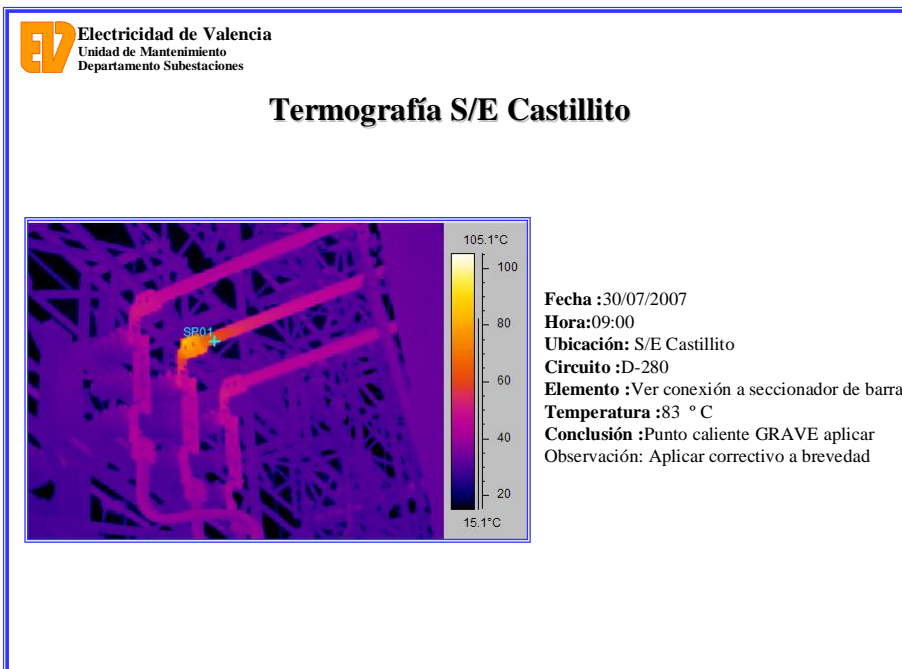 EV
Electricidad de Valencia
Unidad de Mantenimiento
Departamento Subestaciones
Termografía S/E Castillito
105.1°C
100
80
60
40
20
15.1°C
SP01
Fecha :30/07/2007
Hora:09:00
Ubicación: S/E Castillito
Circuito :D-280
Elemento :Ver conexión a seccionador de barra
Temperatura :83 º C
Conclusión :Punto caliente GRAVE aplicar
Observación: Aplicar correctivo a brevedad